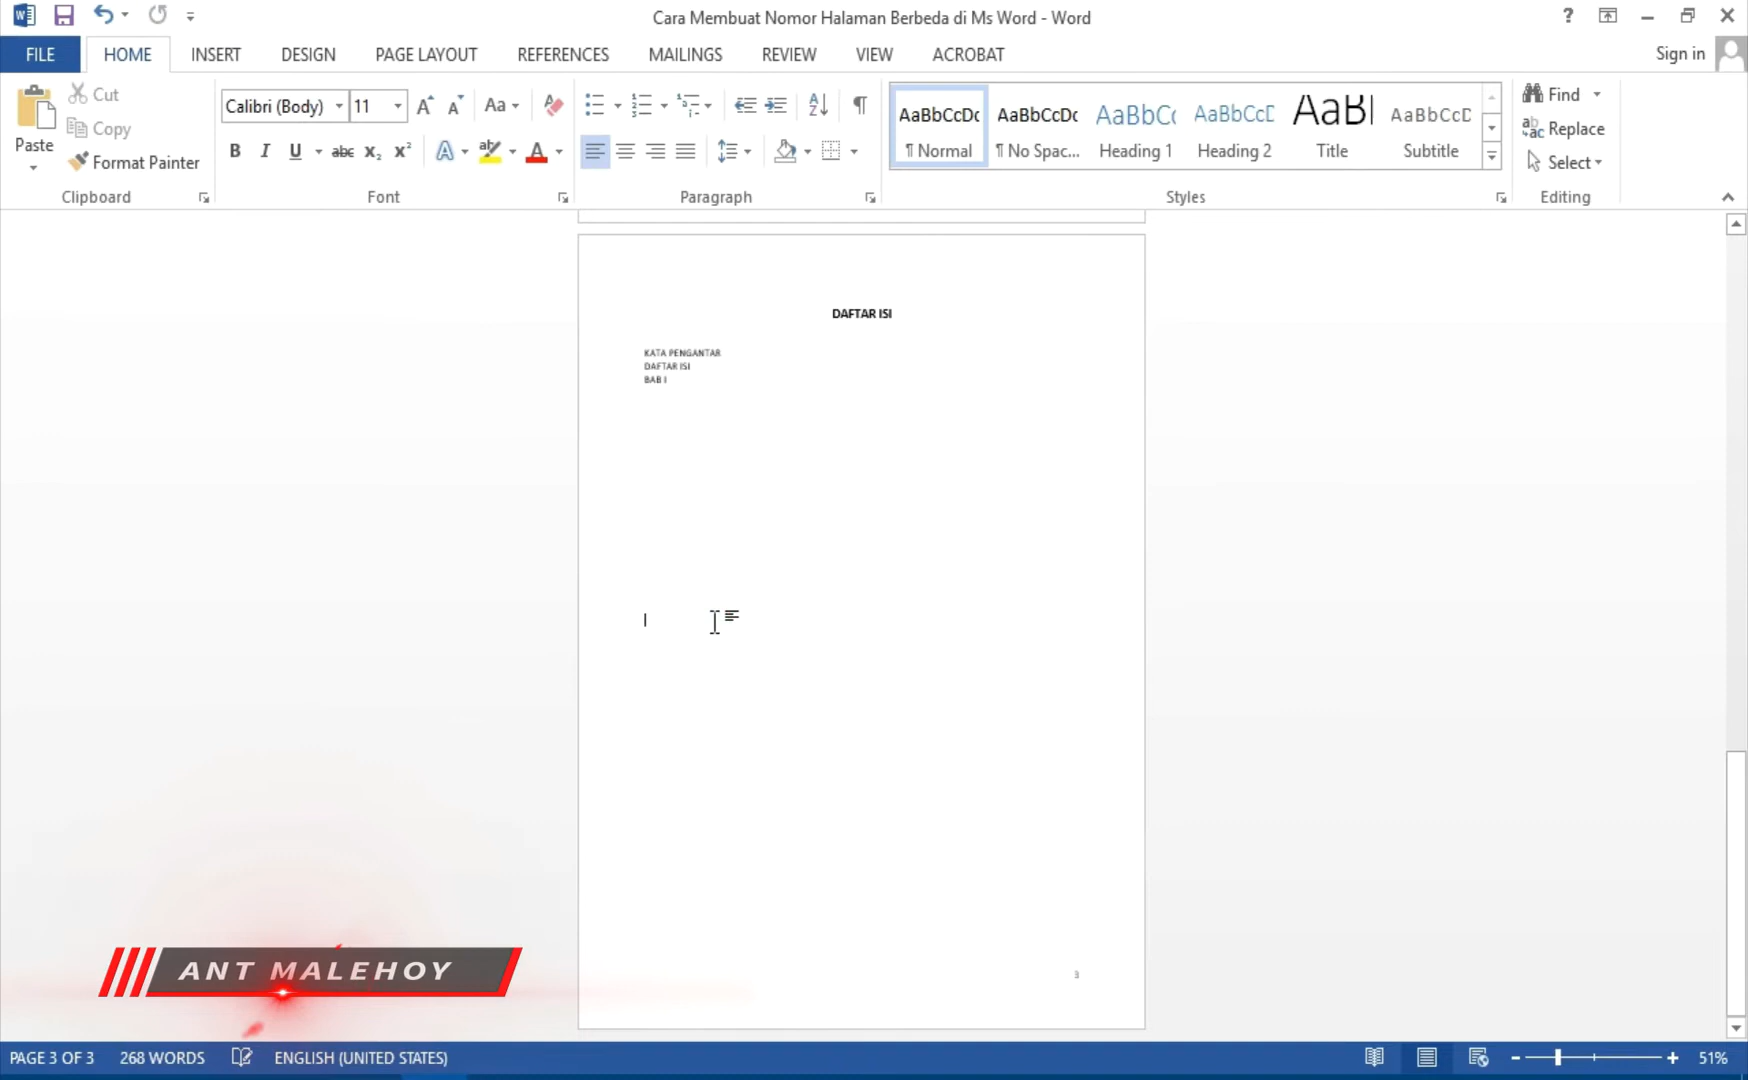 Cara Membuat Nomor Halaman Berbeda di Ms Word - Word
FILE HOME INSERT DESIGN PAGE LAYOUT REFERENCES MAILINGS REVIEW VIEW ACROBAT Sign in
Paste
Cut
Copy
Format Painter
Clipboard
Calibri (Body) 11
Font
Paragraph
AaBbCcDc AaBbCcDc AaBbCc AaBbCcD AaBl AaBbCcD
¶ Normal ¶ No Spac... Heading 1 Heading 2 Title Subtitle
Styles
Find
Replace
Select
Editing
DAFTAR ISI
KATA PENGANTAR
DAFTAR ISI
BAB I
3
ANT MALEHOY
PAGE 3 OF 3 268 WORDS ENGLISH (UNITED STATES) 51%